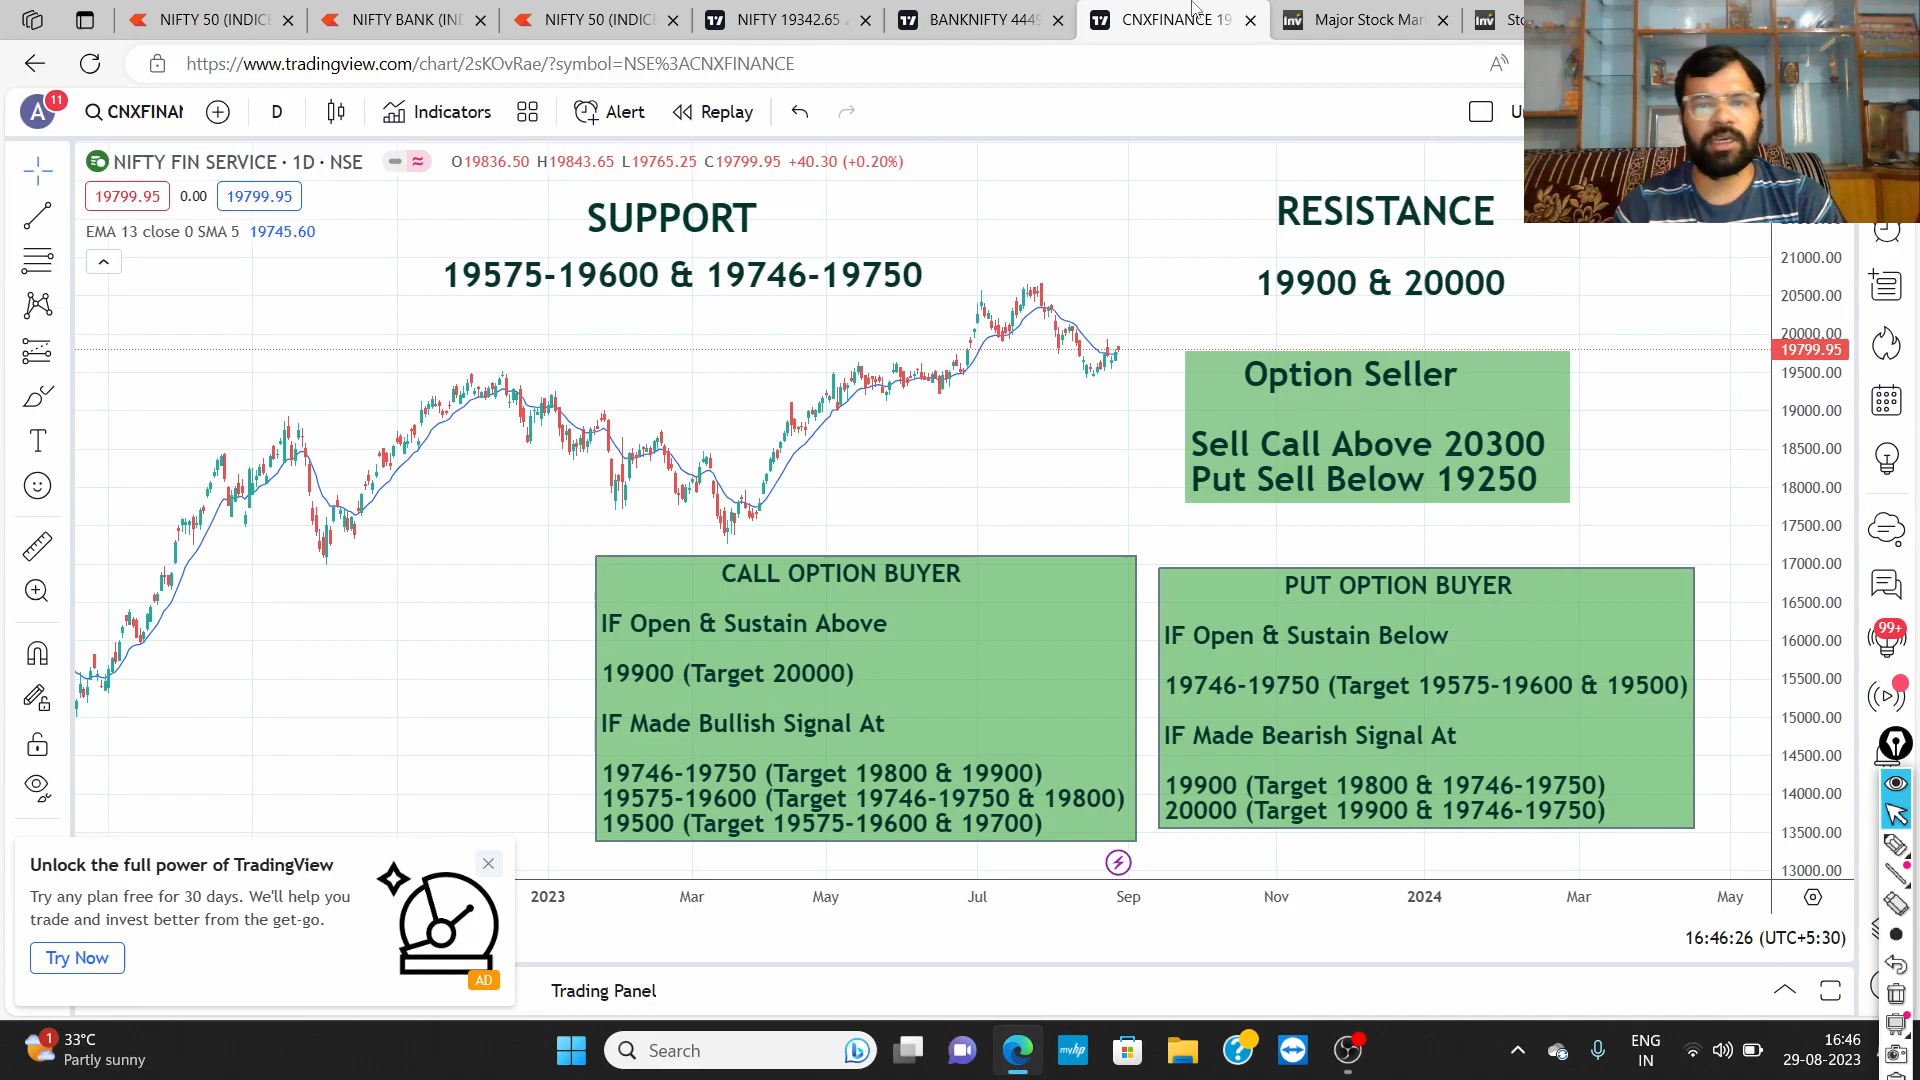 NIFTY 50 (INDIC
NIFTY BANK (IND
NIFTY 50 (INDIC
NIFTY 19342.65
BANKNIFTY 4449
CNXFINANCE 19
Major Stock Mar
Sto
https://www.tradingview.com/chart/2sKOvRae/?symbol=NSE%3ACNXFINANCE
A 11
CNXFINAN
D
Indicators
Alert
Replay
Un
NIFTY FIN SERVICE · 1D · NSE
O19836.50 H19843.65 L19765.25 C19799.95 +40.30 (+0.20%)
19799.95 0.00 19799.95
EMA 13 close 0 SMA 5 19745.60
SUPPORT
19575-19600 & 19746-19750
RESISTANCE
19900 & 20000
Option Seller
Sell Call Above 20300
Put Sell Below 19250
CALL OPTION BUYER
IF Open & Sustain Above
19900 (Target 20000)
IF Made Bullish Signal At
19746-19750 (Target 19800 & 19900)
19575-19600 (Target 19746-19750 & 19800)
19500 (Target 19575-19600 & 19700)
PUT OPTION BUYER
IF Open & Sustain Below
19746-19750 (Target 19575-19600 & 19500)
IF Made Bearish Signal At
19900 (Target 19800 & 19746-19750)
20000 (Target 19900 & 19746-19750)
21000.00
20500.00
20000.00
19799.95
19500.00
19000.00
18500.00
18000.00
17500.00
17000.00
16500.00
16000.00
15500.00
15000.00
14500.00
14000.00
13500.00
13000.00
99+
2023 Mar May Jul Sep Nov 2024 Mar May
Unlock the full power of TradingView
Try any plan free for 30 days. We'll help you
trade and invest better from the get-go.
Try Now
AD
16:46:26 (UTC+5:30)
Trading Panel
1
33°C
Partly sunny
Search
myhp
ENG
IN
16:46
29-08-2023